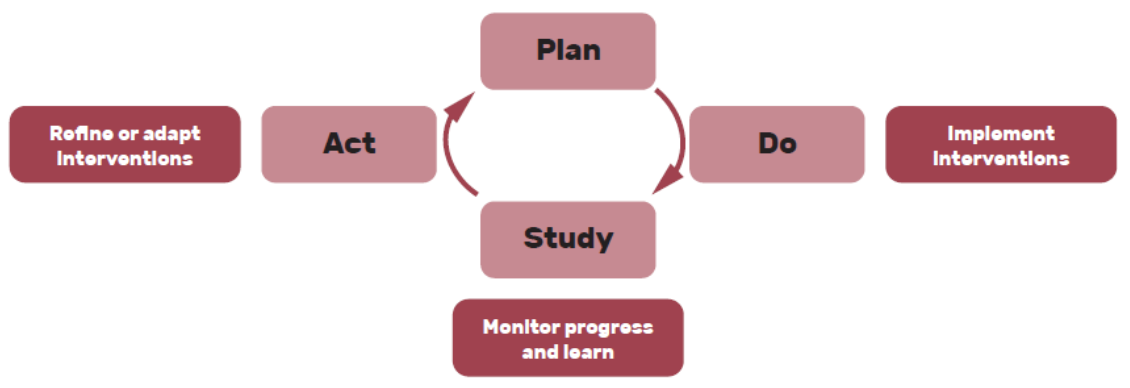 Plan
Refine or adapt
interventions
Act
Do
Implement
interventions
Study
Monitor progress
and learn